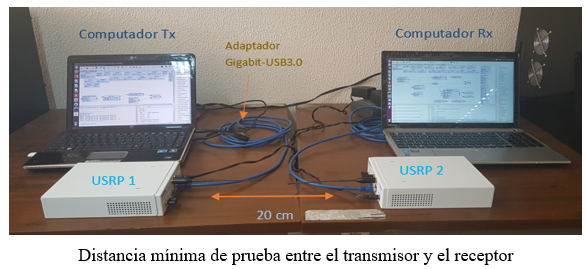 Computador Tx
Computador Rx
Adaptador
Gigabit-USB3.0
USRP 1
USRP 2
20 cm
Distancia mínima de prueba entre el transmisor y el receptor